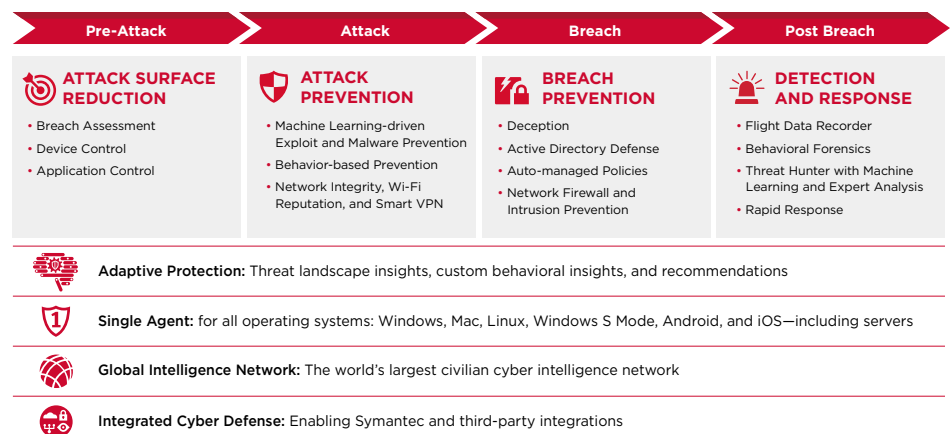 Pre-Attack
Attack
Breach
Post Breach
ATTACK SURFACE
REDUCTION
• Breach Assessment
• Device Control
• Application Control
ATTACK
PREVENTION
• Machine Learning-driven
Exploit and Malware Prevention
• Behavior-based Prevention
• Network Integrity, Wi-Fi
Reputation, and Smart VPN
BREACH
PREVENTION
• Deception
• Active Directory Defense
• Auto-managed Policies
• Network Firewall and
Intrusion Prevention
DETECTION
AND RESPONSE
• Flight Data Recorder
• Behavioral Forensics
• Threat Hunter with Machine
Learning and Expert Analysis
• Rapid Response
Adaptive Protection: Threat landscape insights, custom behavioral insights, and recommendations
1
Single Agent: for all operating systems: Windows, Mac, Linux, Windows S Mode, Android, and iOS—including servers
Global Intelligence Network: The world’s largest civilian cyber intelligence network
Integrated Cyber Defense: Enabling Symantec and third-party integrations